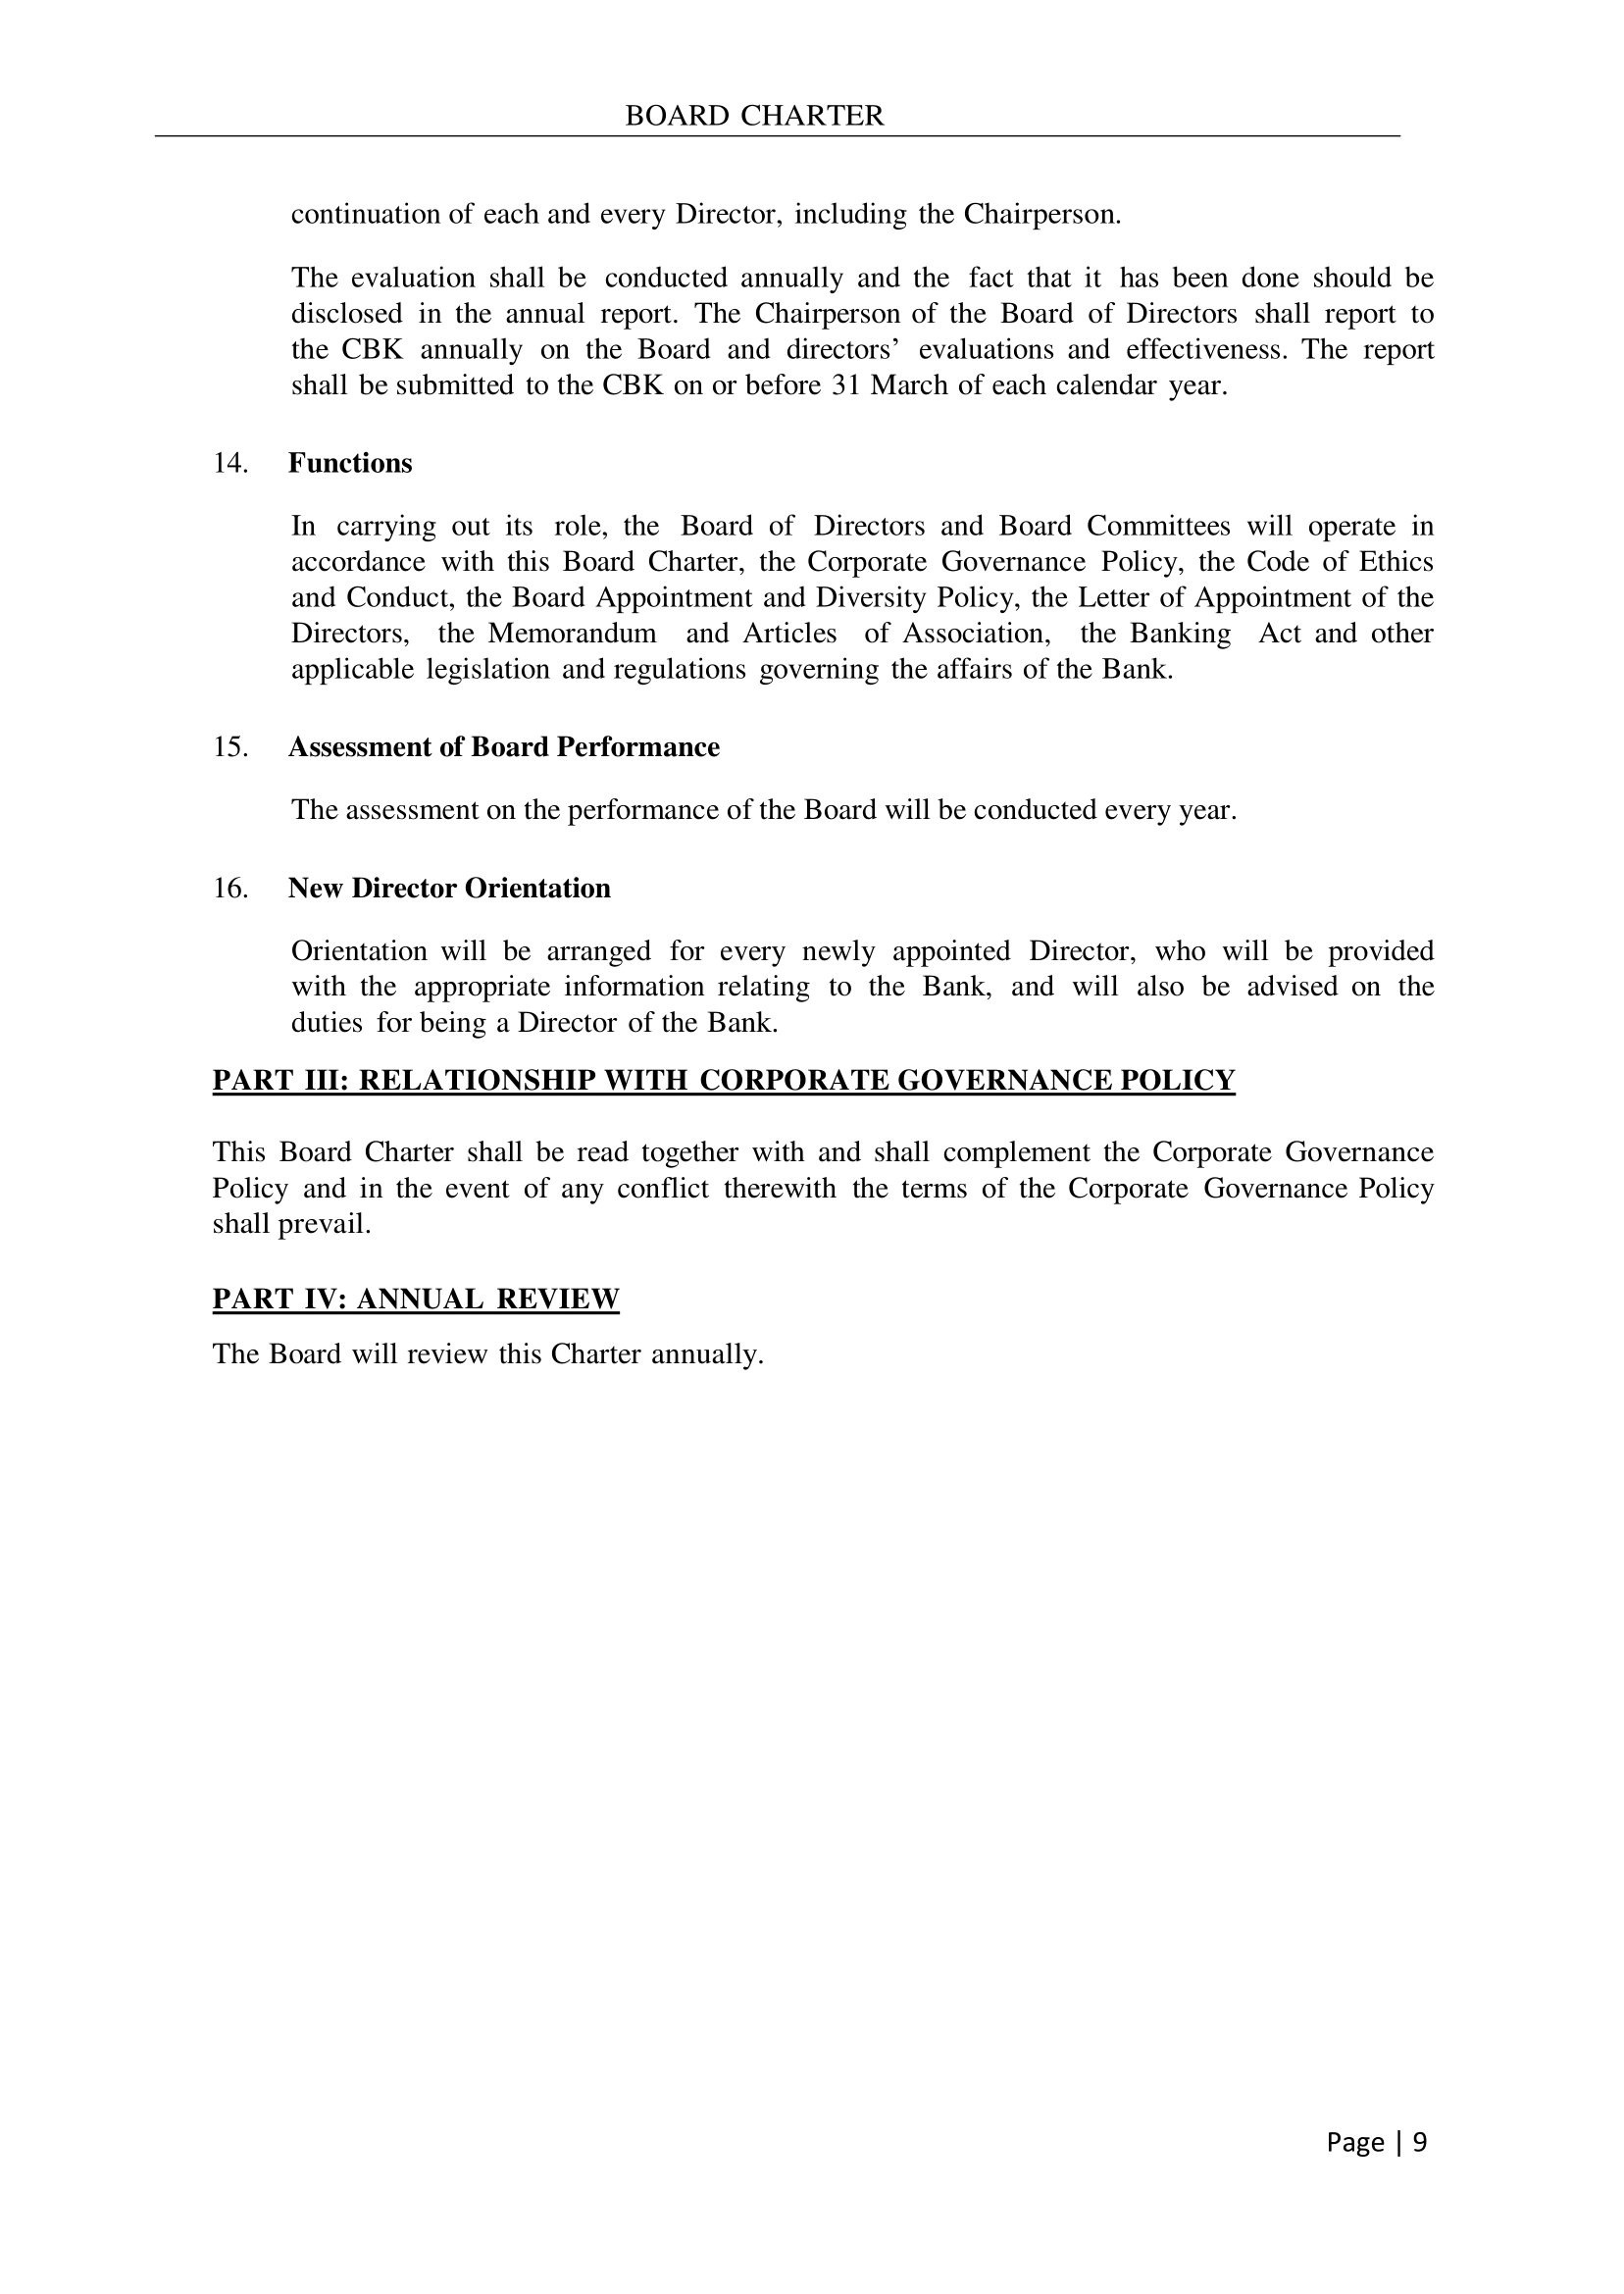 BOARD CHARTER
continuation of each and every Director, including the Chairperson.
The evaluation shall be conducted annually and the fact that it has been done should be
disclosed in the annual report. The Chairperson of the Board of Directors shall report to
the CBK annually on the Board and directors’ evaluations and effectiveness. The report
shall be submitted to the CBK on or before 31 March of each calendar year.
14. Functions
In carrying out its role, the Board of Directors and Board Committees will operate in
accordance with this Board Charter, the Corporate Governance Policy, the Code of Ethics
and Conduct, the Board Appointment and Diversity Policy, the Letter of Appointment of the
Directors, the Memorandum and Articles of Association, the Banking Act and other
applicable legislation and regulations governing the affairs of the Bank.
15. Assessment of Board Performance
The assessment on the performance of the Board will be conducted every year.
16. New Director Orientation
Orientation will be arranged for every newly appointed Director, who will be provided
with the appropriate information relating to the Bank, and will also be advised on the
duties for being a Director of the Bank.
PART III: RELATIONSHIP WITH CORPORATE GOVERNANCE POLICY
This Board Charter shall be read together with and shall complement the Corporate Governance
Policy and in the event of any conflict therewith the terms of the Corporate Governance Policy
shall prevail.
PART IV: ANNUAL REVIEW
The Board will review this Charter annually.
Page | 9